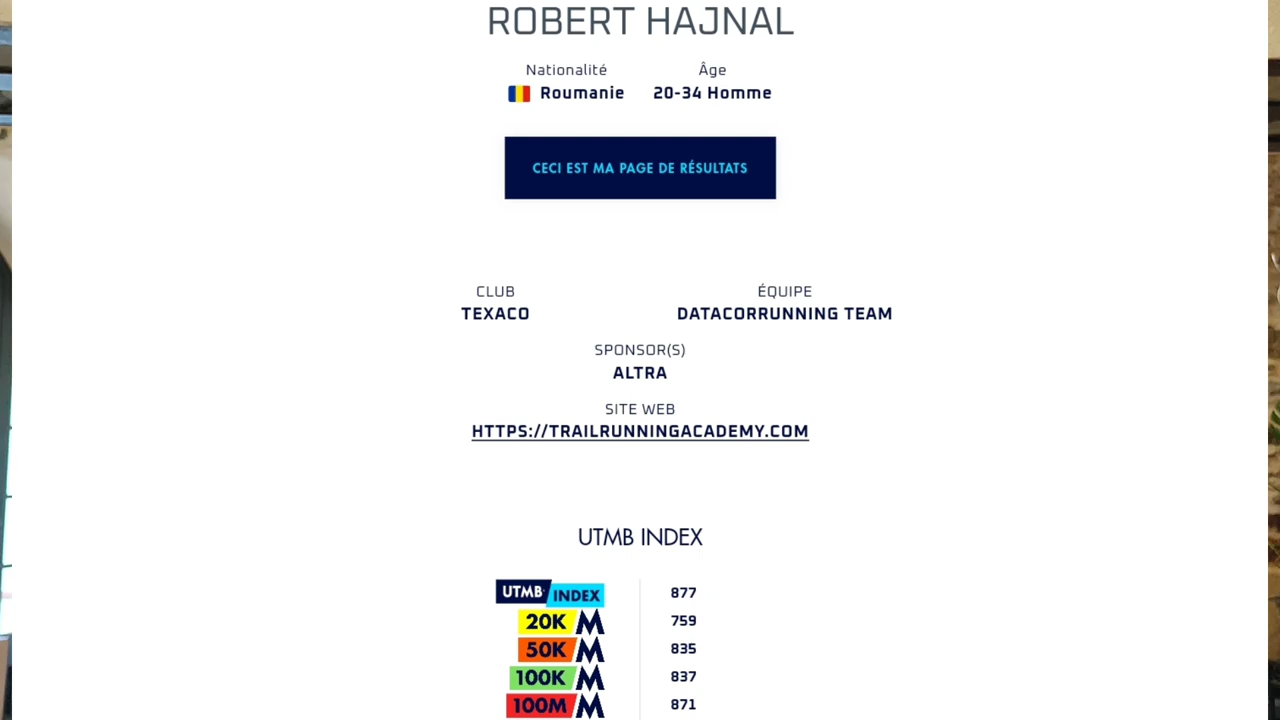 ROBERT HAJNAL
Nationalité Âge
Roumanie 20-34 Homme
CECI EST MA PAGE DE RÉSULTATS
CLUB ÉQUIPE
TEXACO DATACORRUNNING TEAM
SPONSOR(S)
ALTRA
SITE WEB
HTTPS://TRAILRUNNINGACADEMY.COM
UTMB INDEX
UTMB INDEX 877
20K M 759
50K M 835
100K M 837
100M M 871